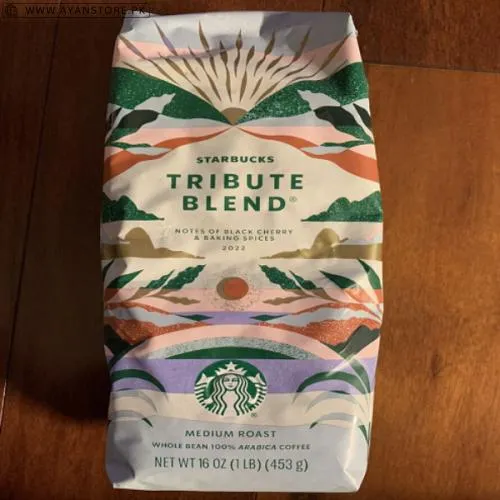 WWW.AYANSTORE.PK
STARBUCKS
TRIBUTE
BLEND®
NOTES OF BLACK CHERRY
& BAKING SPICES
2022
®
MEDIUM ROAST
WHOLE BEAN 100% ARABICA COFFEE
NET WT 16 OZ (1 LB) (453 g)